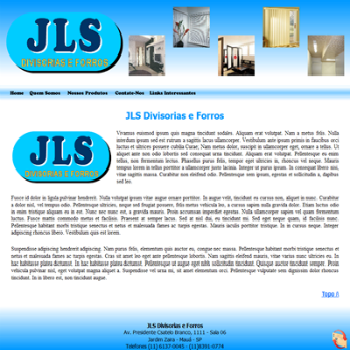 JLS
DIVISORIAS E FORROS
Home Quem Somos Nossos Produtos Contate-Nos Links Interessantes
JLS Divisorias e Forros
JLS
DIVISORIAS E FORROS
Vivamus euismod ipsum quis magna tincidunt sodales. Aliquam erat volutpat. Nam a metus felis. Nulla
interdum ipsum sed est rutrum a sagittis lacus ullamcorper. Vestibulum ante ipsum primis in faucibus orci
luctus et ultrices posuere cubilia Curae; Nam metus dolor, suscipit in ullamcorper eget, ornare a tellus. Ut
aliquet ante non odio lobortis sed consequat urna tincidunt. Aliquam erat volutpat. Pellentesque eu enim
tellus, non fermentum lectus. Phasellus purus felis, tempor eget ultricies in, rhoncus vel neque. Mauris
tempus lorem in tellus porttitor a ullamcorper justo lacinia. Integer ut purus ipsum. In consequat libero nisi,
vitae sagittis massa. Curabitur non eleifend odio. Pellentesque sem ipsum, egestas et sollicitudin a, dapibus
sed leo.
Fusce id dolor in ligula pulvinar hendrerit. Nulla volutpat ipsum vitae augue ornare porttitor. In augue velit, tincidunt eu cursus non, aliquet in nunc. Curabitur
a dolor nisl, vel tempus odio. Pellentesque ultricies, neque sed feugiat posuere, felis metus vehicula leo, a cursus sapien nulla gravida dolor. Etiam luctus odio
in enim tristique aliquam eu in est. Nunc nec nunc est, a gravida mauris. Proin accumsan imperdiet egestas. Nulla ullamcorper sapien vel quam fermentum
luctus. Fusce mattis commodo metus et facilisis. Praesent at semper lacus. Sed at nisl dui, eu tincidunt mi. Sed eget neque quam, id facilisis nunc.
Pellentesque habitant morbi tristique senectus et netus et malesuada fames ac turpis egestas. Mauris iaculis porttitor tristique. In in cursus neque. Integer
adipiscing rhoncus libero. Vestibulum quis est lorem.
Suspendisse adipiscing hendrerit adipiscing. Nam purus felis, elementum quis auctor eu, congue nec massa. Pellentesque habitant morbi tristique senectus et
netus et malesuada fames ac turpis egestas. Cras sit amet leo eget ante pellentesque lobortis. Nam sagittis eleifend mauris, vitae varius nunc ultricies eu. In
hac habitasse platea dictumst. In hac habitasse platea dictumst. Pellentesque ut augue eget nibh sollicitudin tincidunt. Quisque auctor tincidunt semper. Proin
vehicula pulvinar nisl, eget volutpat magna aliquet a. Suspendisse vel urna mi, ut amet elementum orci. Pellentesque vulputate sem dignissim dolor rhoncus
tincidunt. In mi libero mi, non tincidunt augue.
Topo
JLS Divisorias e Forros
Av. Presidente Castelo Branco, 1111 - Sala 06
Jardim Zaira - Mauá - SP